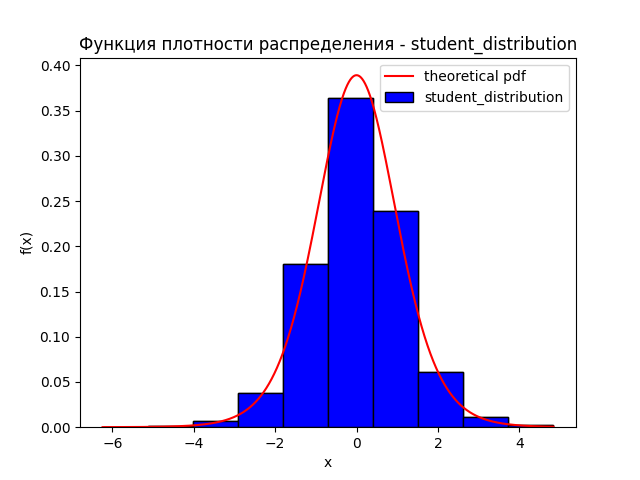 Функция плотности распределения - student_distribution
theoretical pdf
student_distribution
f(x)
0.40
0.35
0.30
0.25
0.20
0.15
0.10
0.05
0.00
−6 −4 −2 0 2 4
x